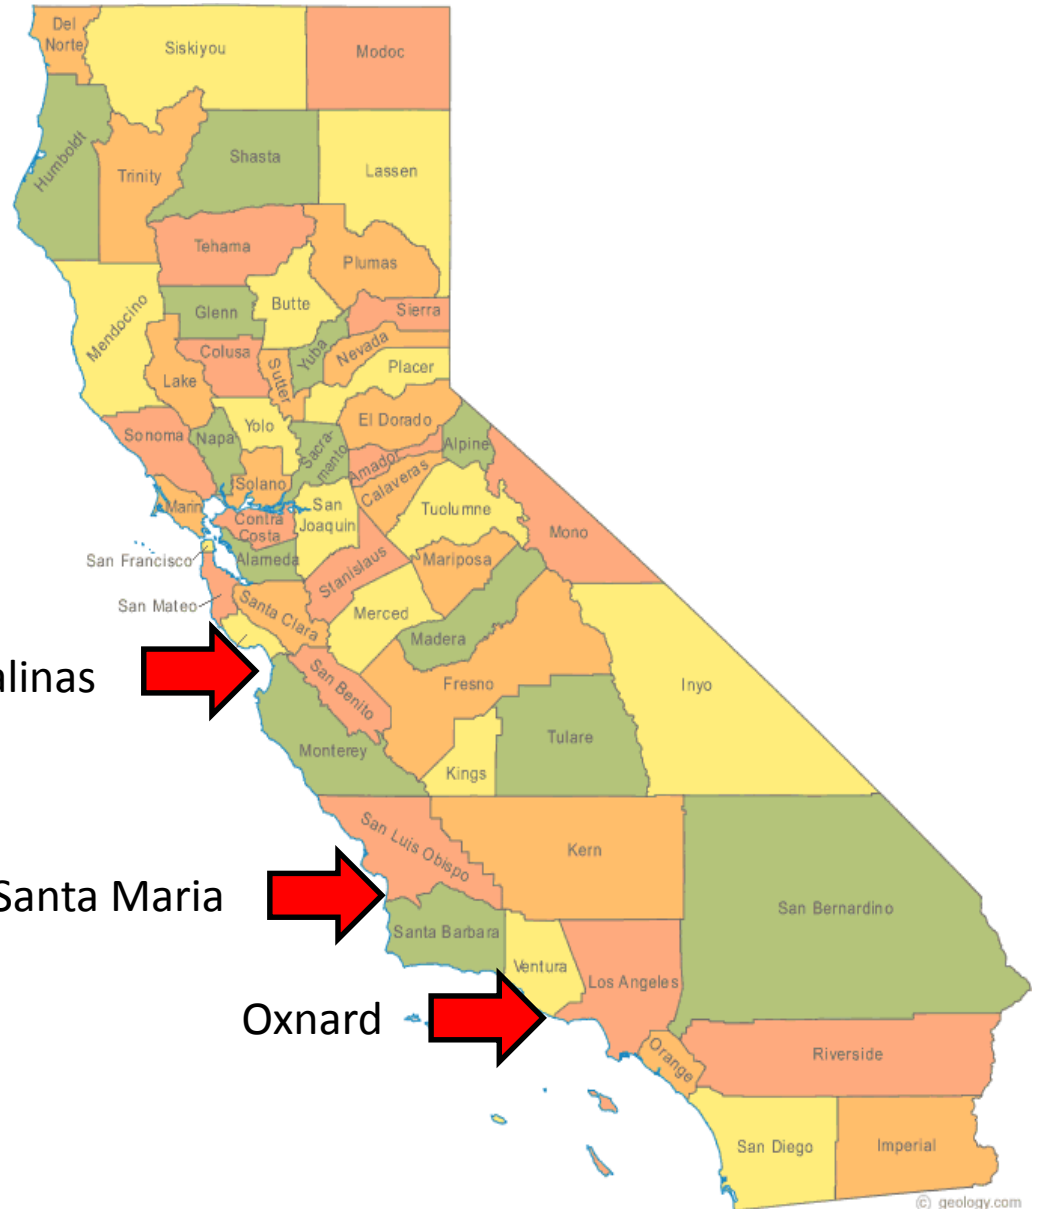 Del
Norte
Siskiyou
Modoc
Humboldt
Trinity
Shasta
Lassen
Tehama
Plumas
Mendocino
Glenn
Butte
Sierra
Colusa
Lake
Sutter
Yuba
Nevada
Placer
Sonoma
Napa
Yolo
El Dorado
Sacra-
mento
Amador
Alpine
Solano
Calaveras
Marin
Contra
Costa
San
Joaquin
Tuolumne
Mono
San Francisco
Alameda
Stanislaus
Mariposa
San Mateo
Santa Clara
Merced
Madera
alinas
San Benito
Fresno
Inyo
Monterey
Kings
Tulare
San Luis Obispo
Kern
Santa Maria
San Bernardino
Santa Barbara
Ventura
Los Angeles
Oxnard
Orange
Riverside
San Diego
Imperial
© geology.com